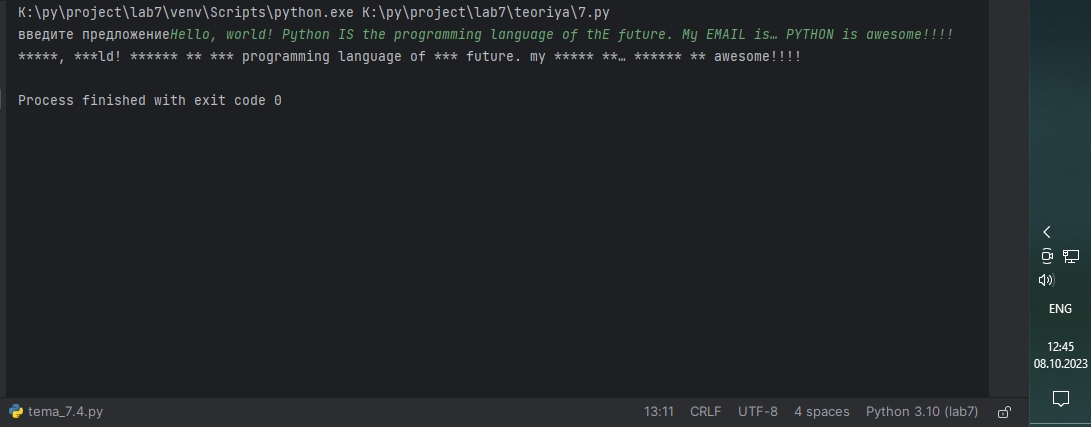 K:\py\project\lab7\venv\Scripts\python.exe K:\py\project\lab7\teoriya\7.py
введите предложениеHello, world! Python IS the programming language of thE future. My EMAIL is… PYTHON is awesome!!!!
*****, ***ld! ****** ** *** programming language of *** future. my ***** **… ****** ** awesome!!!!
Process finished with exit code 0
ENG
12:45
08.10.2023
tema_7.4.py 13:11 CRLF UTF-8 4 spaces Python 3.10 (lab7)